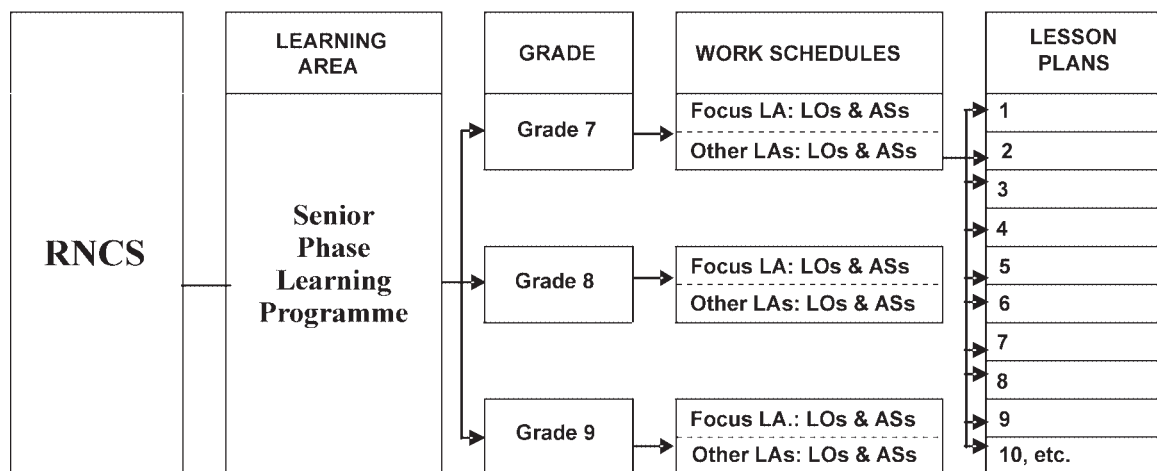 RNCS
LEARNING
AREA
Senior
Phase
Learning
Programme
GRADE
Grade 7
Grade 8
Grade 9
WORK SCHEDULES
Focus LA: LOs & ASs
Other LAs: LOs & ASs
Focus LA: LOs & ASs
Other LAs: LOs & ASs
Focus LA.: LOs & ASs
Other LAs: LOs & ASs
LESSON
PLANS
1
2
3
4
5
6
7
8
9
10, etc.